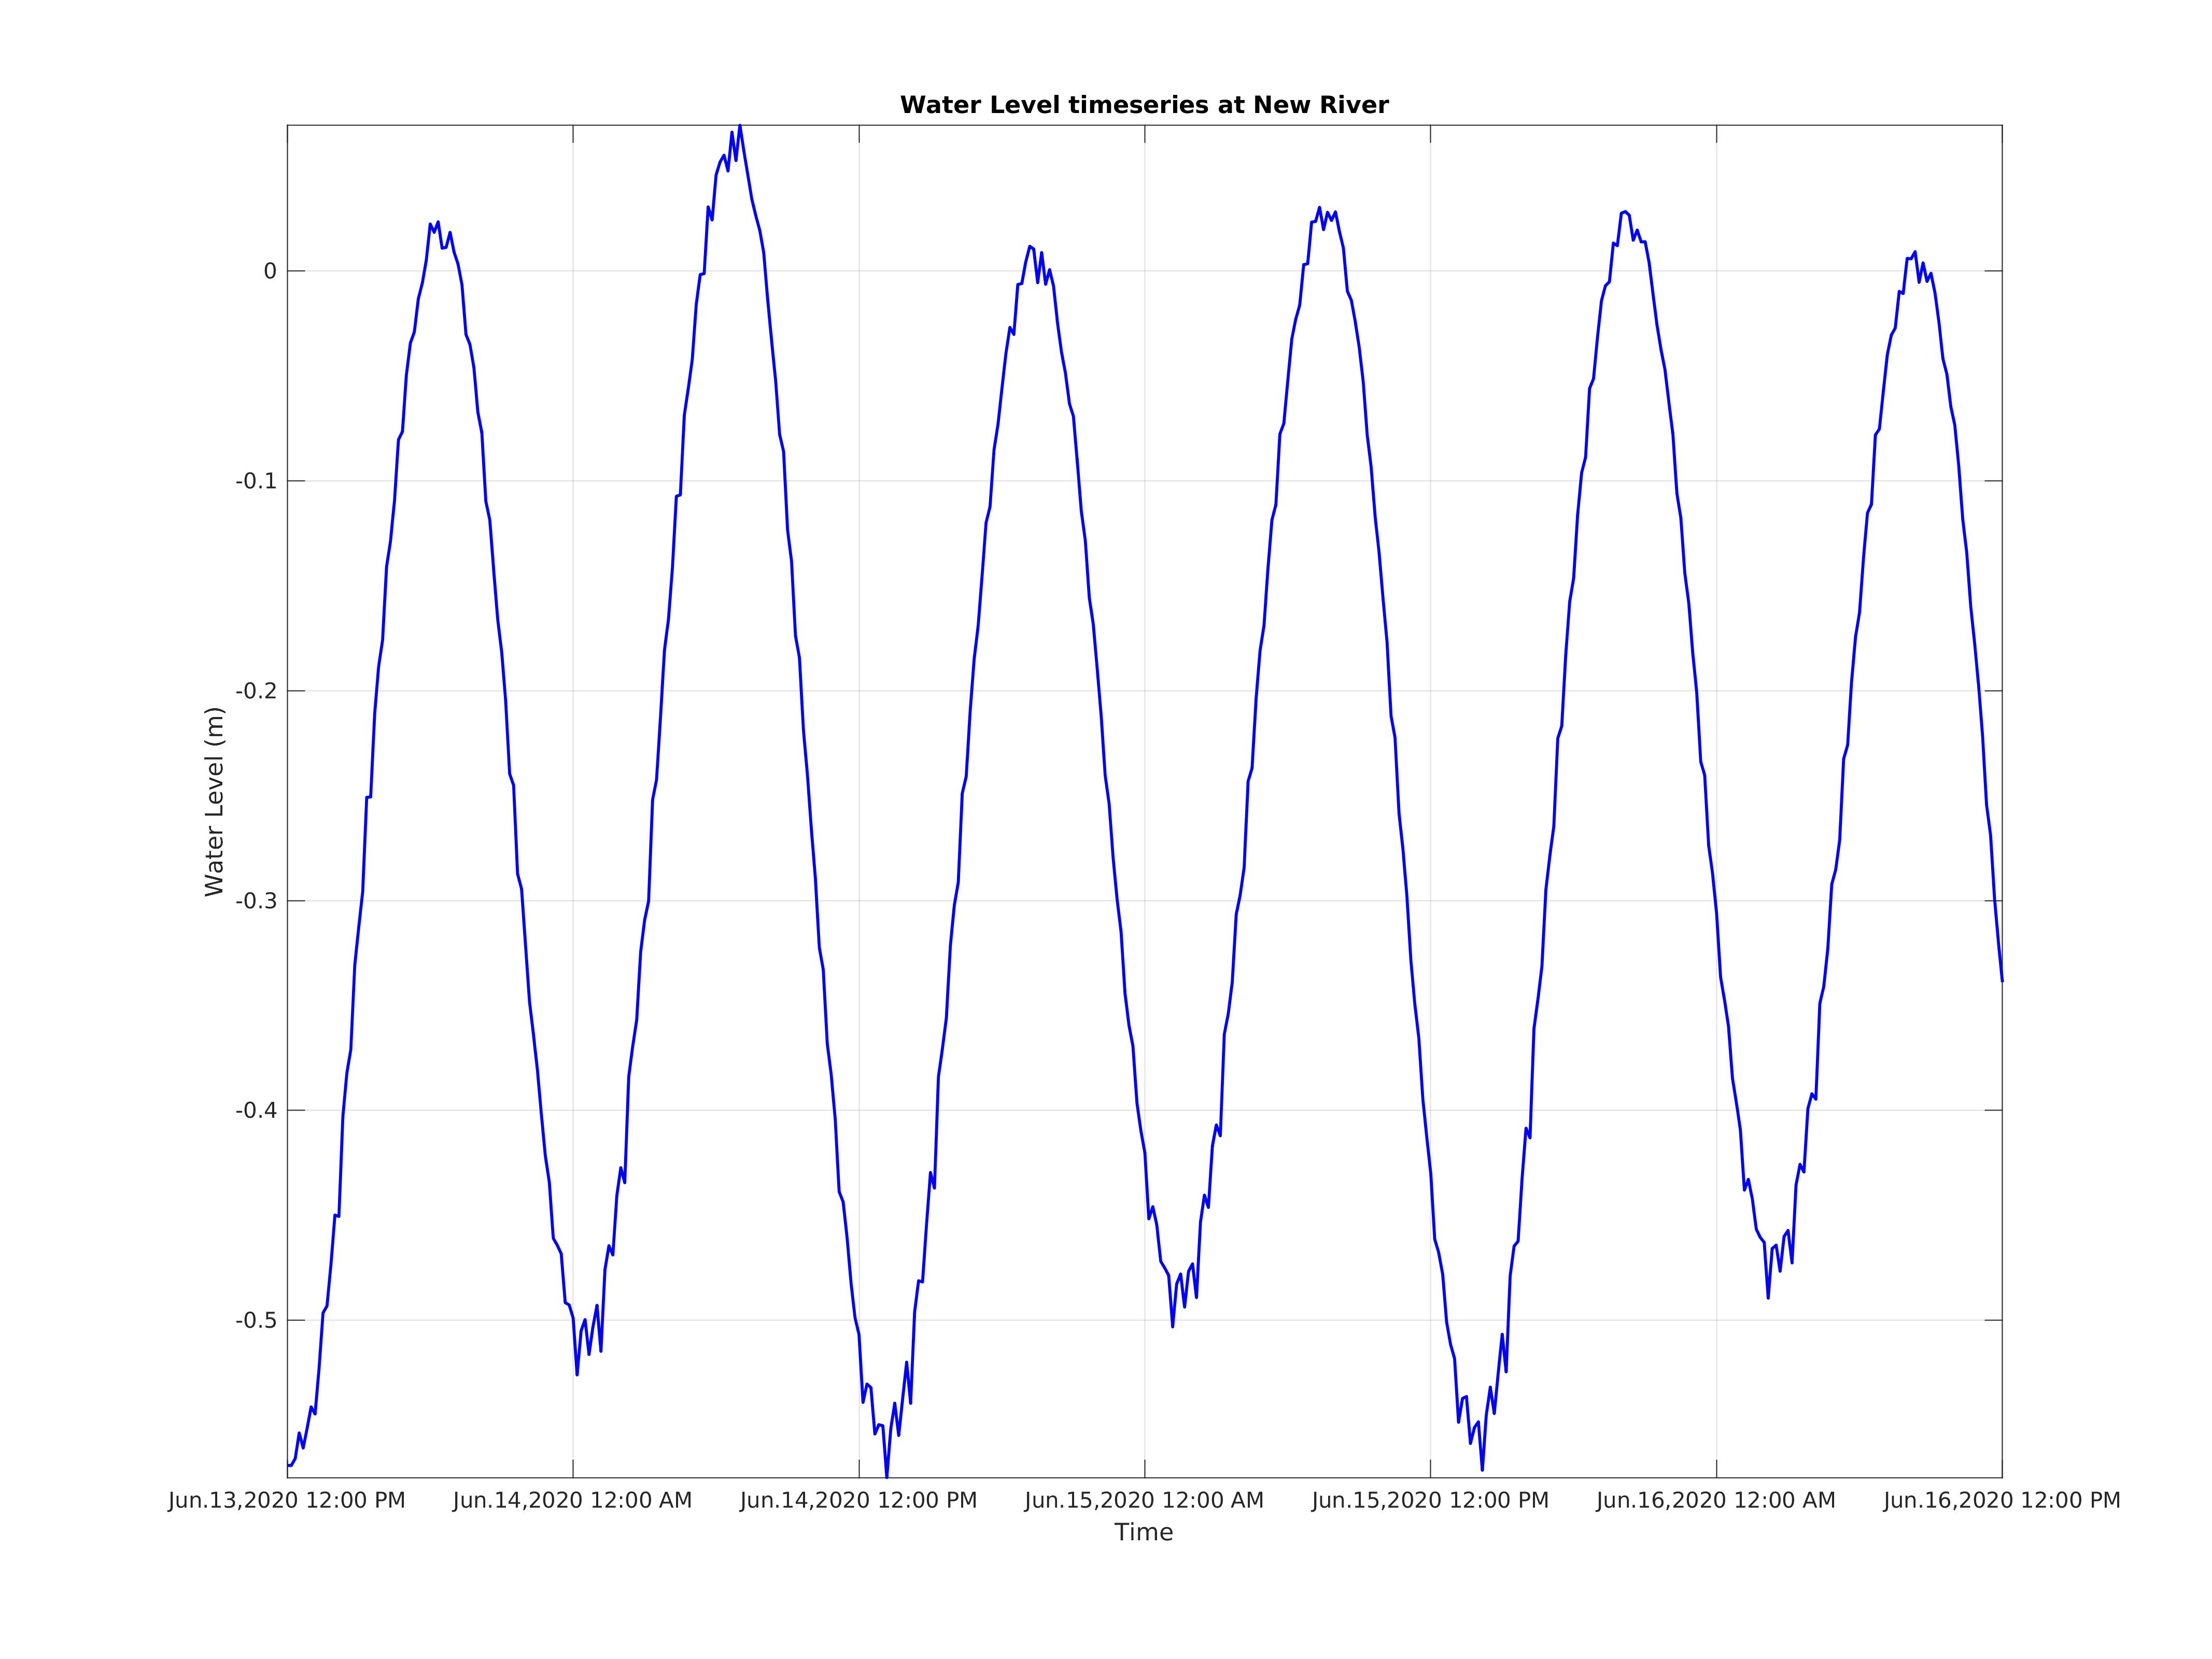 Water Level timeseries at New River
0
-0.1
-0.2
-0.3
-0.4
-0.5
Water Level (m)
Jun.13,2020 12:00 PM Jun.14,2020 12:00 AM Jun.14,2020 12:00 PM Jun.15,2020 12:00 AM Jun.15,2020 12:00 PM Jun.16,2020 12:00 AM Jun.16,2020 12:00 PM
Time